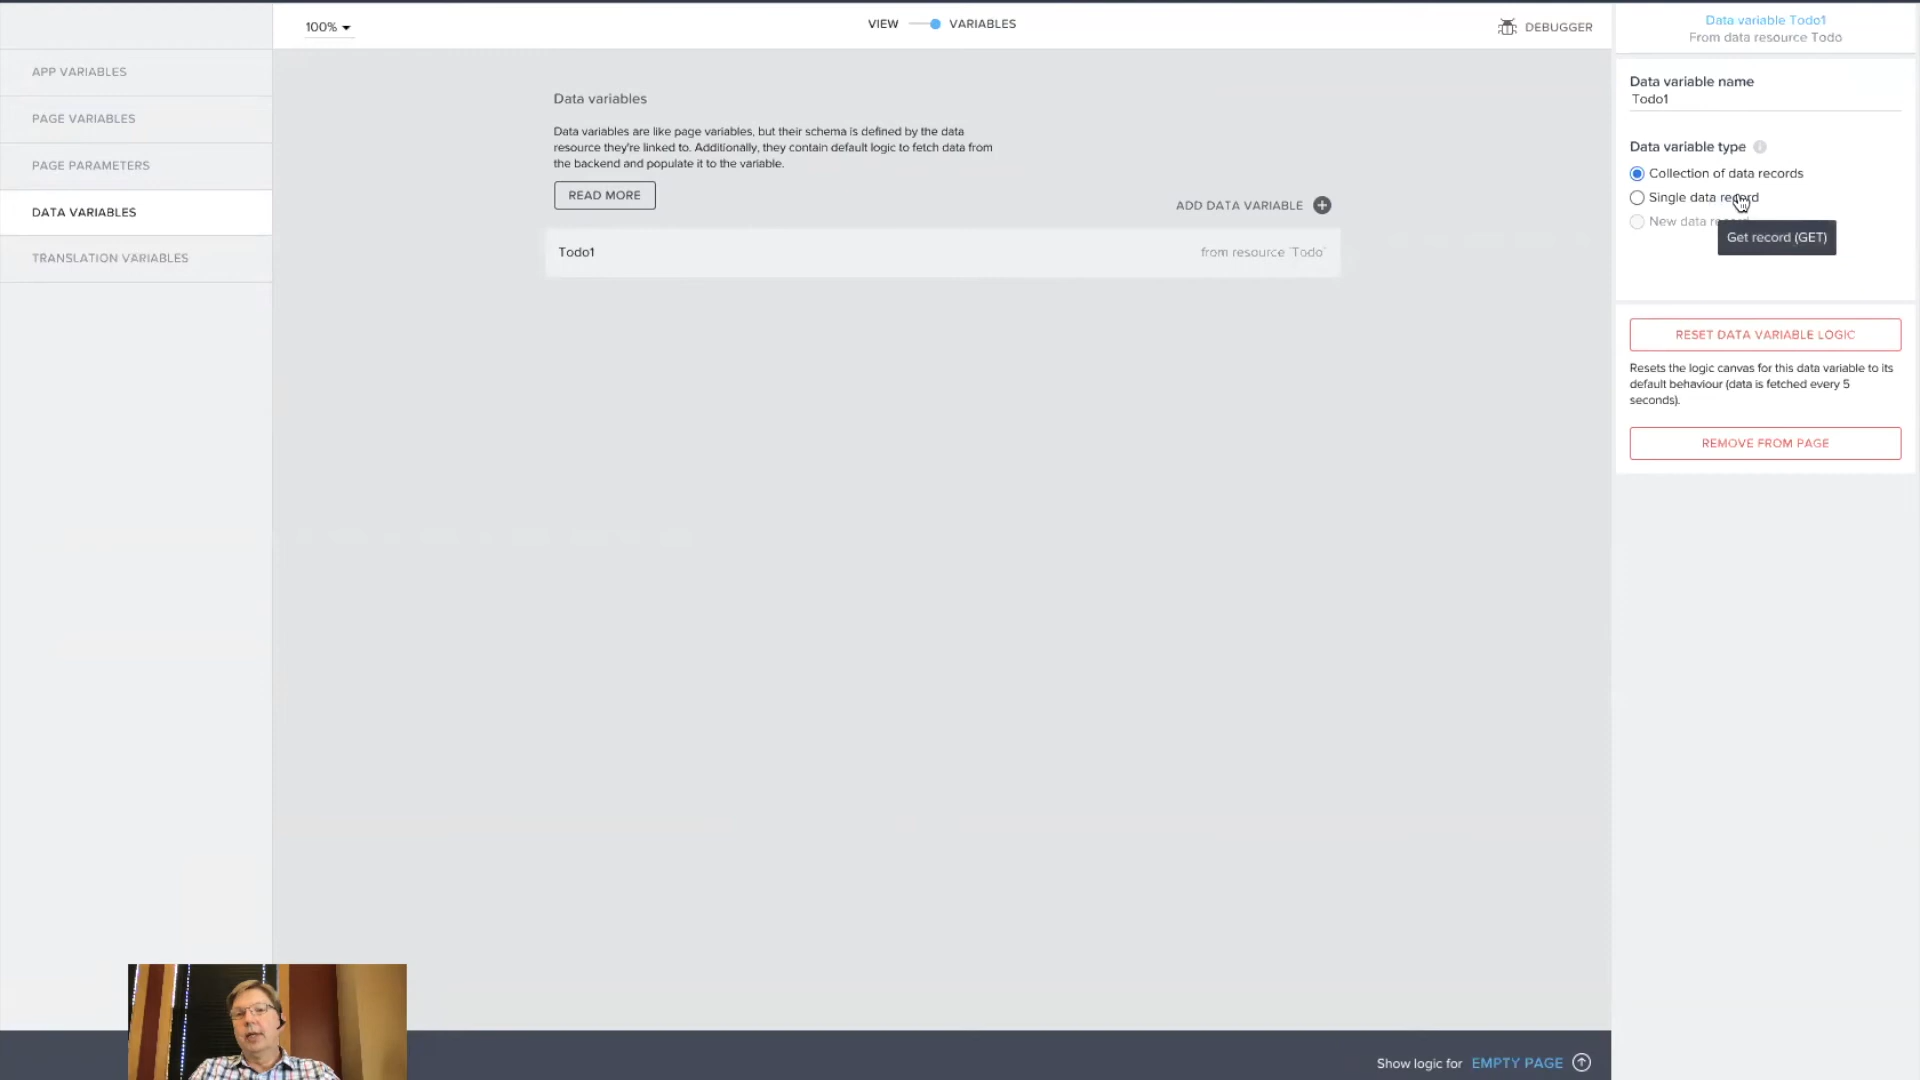 100%
VIEW
VARIABLES
DEBUGGER
APP VARIABLES
PAGE VARIABLES
PAGE PARAMETERS
DATA VARIABLES
TRANSLATION VARIABLES
Data variables
Data variables are like page variables, but their schema is defined by the data
resource they're linked to. Additionally, they contain default logic to fetch data from
the backend and populate it to the variable.
READ MORE
ADD DATA VARIABLE
Todo1
from resource `Todo`
Data variable Todo1
From data resource Todo
Data variable name
Todo1
Data variable type
Collection of data records
Single data record
New data record
Get record (GET)
RESET DATA VARIABLE LOGIC
Resets the logic canvas for this data variable to its
default behaviour (data is fetched every 5
seconds).
REMOVE FROM PAGE
Show logic for EMPTY PAGE